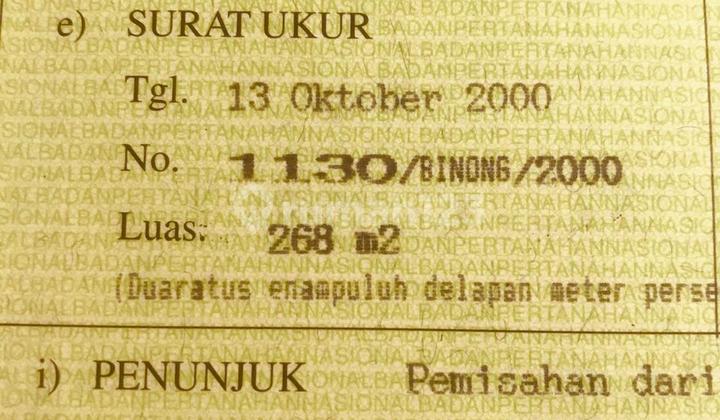 e) SURAT UKUR
Tgl. 13 Oktober 2000
No. 1130/BINONG/2000
Luas: 268 m2
(Duaratus enampuluh delapan meter perse
i) PENUNJUK Pemisahan dari